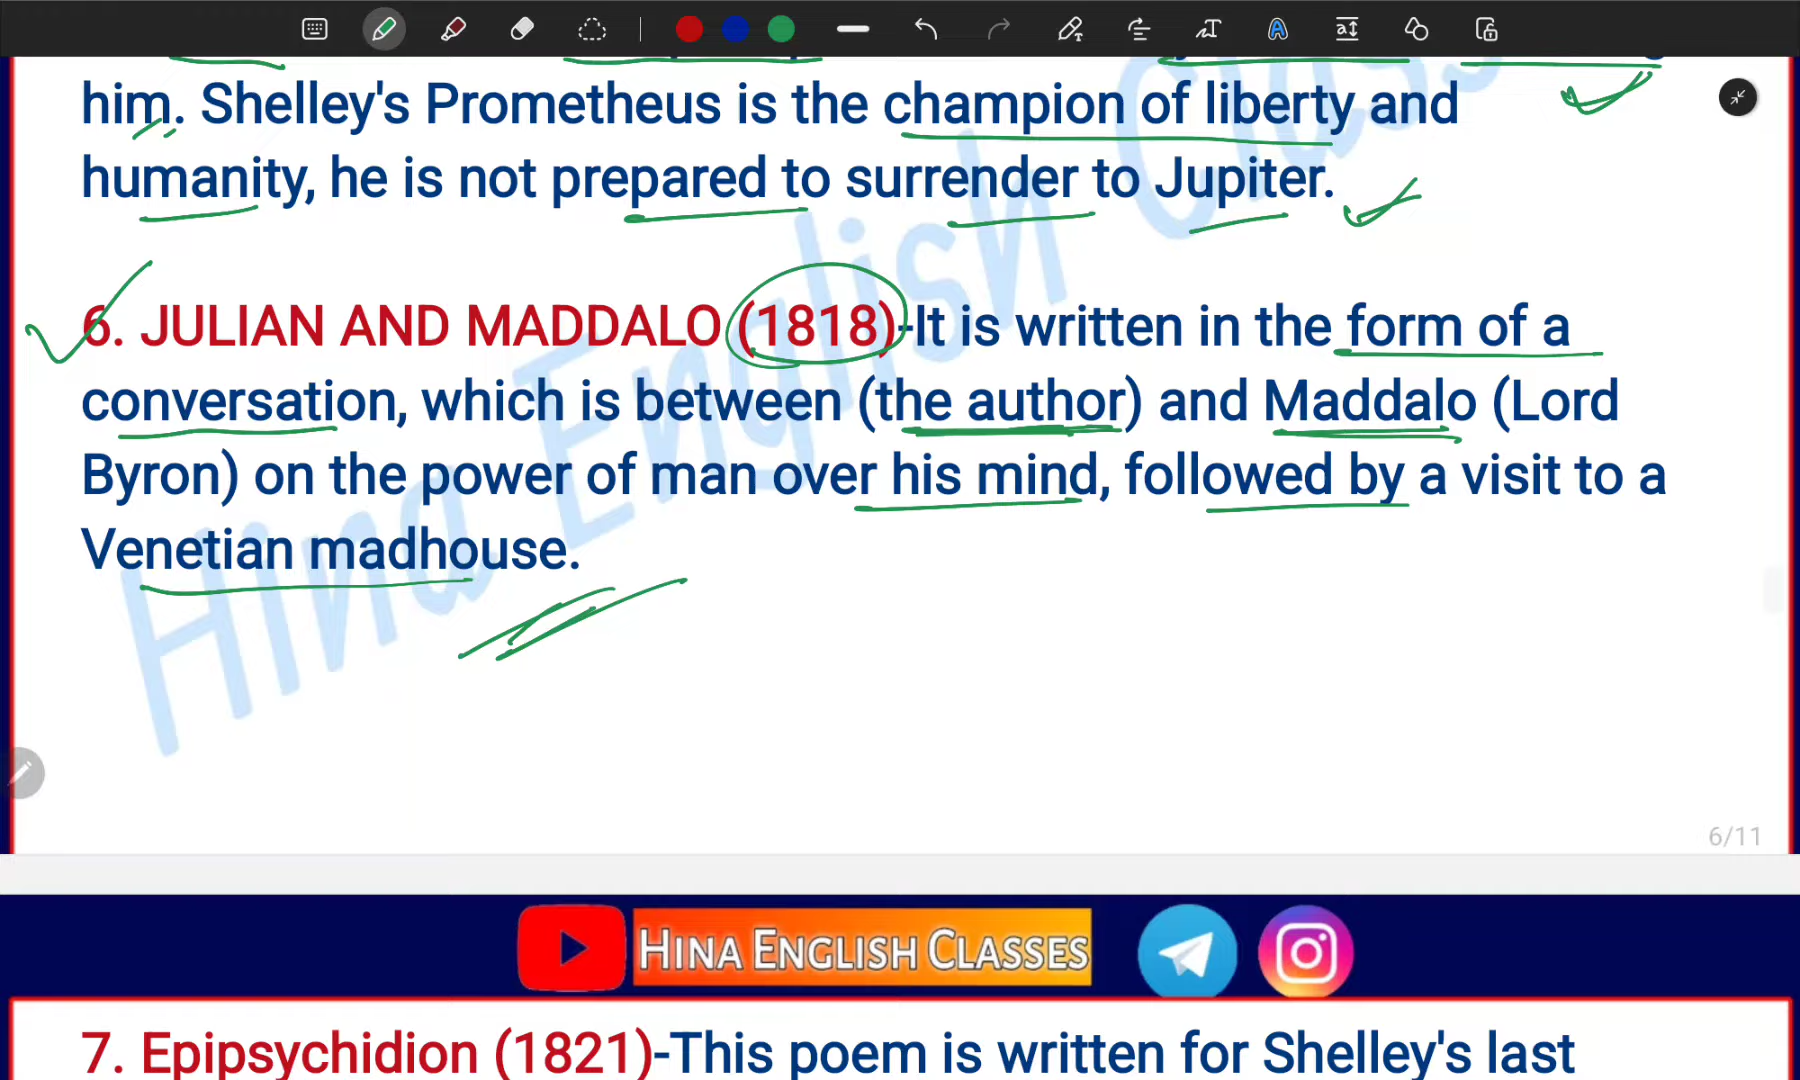 him. Shelley's Prometheus is the champion of liberty and
humanity, he is not prepared to surrender to Jupiter.
6. JULIAN AND MADDALO (1818)-It is written in the form of a
conversation, which is between (the author) and Maddalo (Lord
Byron) on the power of man over his mind, followed by a visit to a
Venetian madhouse.
Hina English Classes
6/11
HINA ENGLISH CLASSES
7. Epipsychidion (1821)-This poem is written for Shelley's last